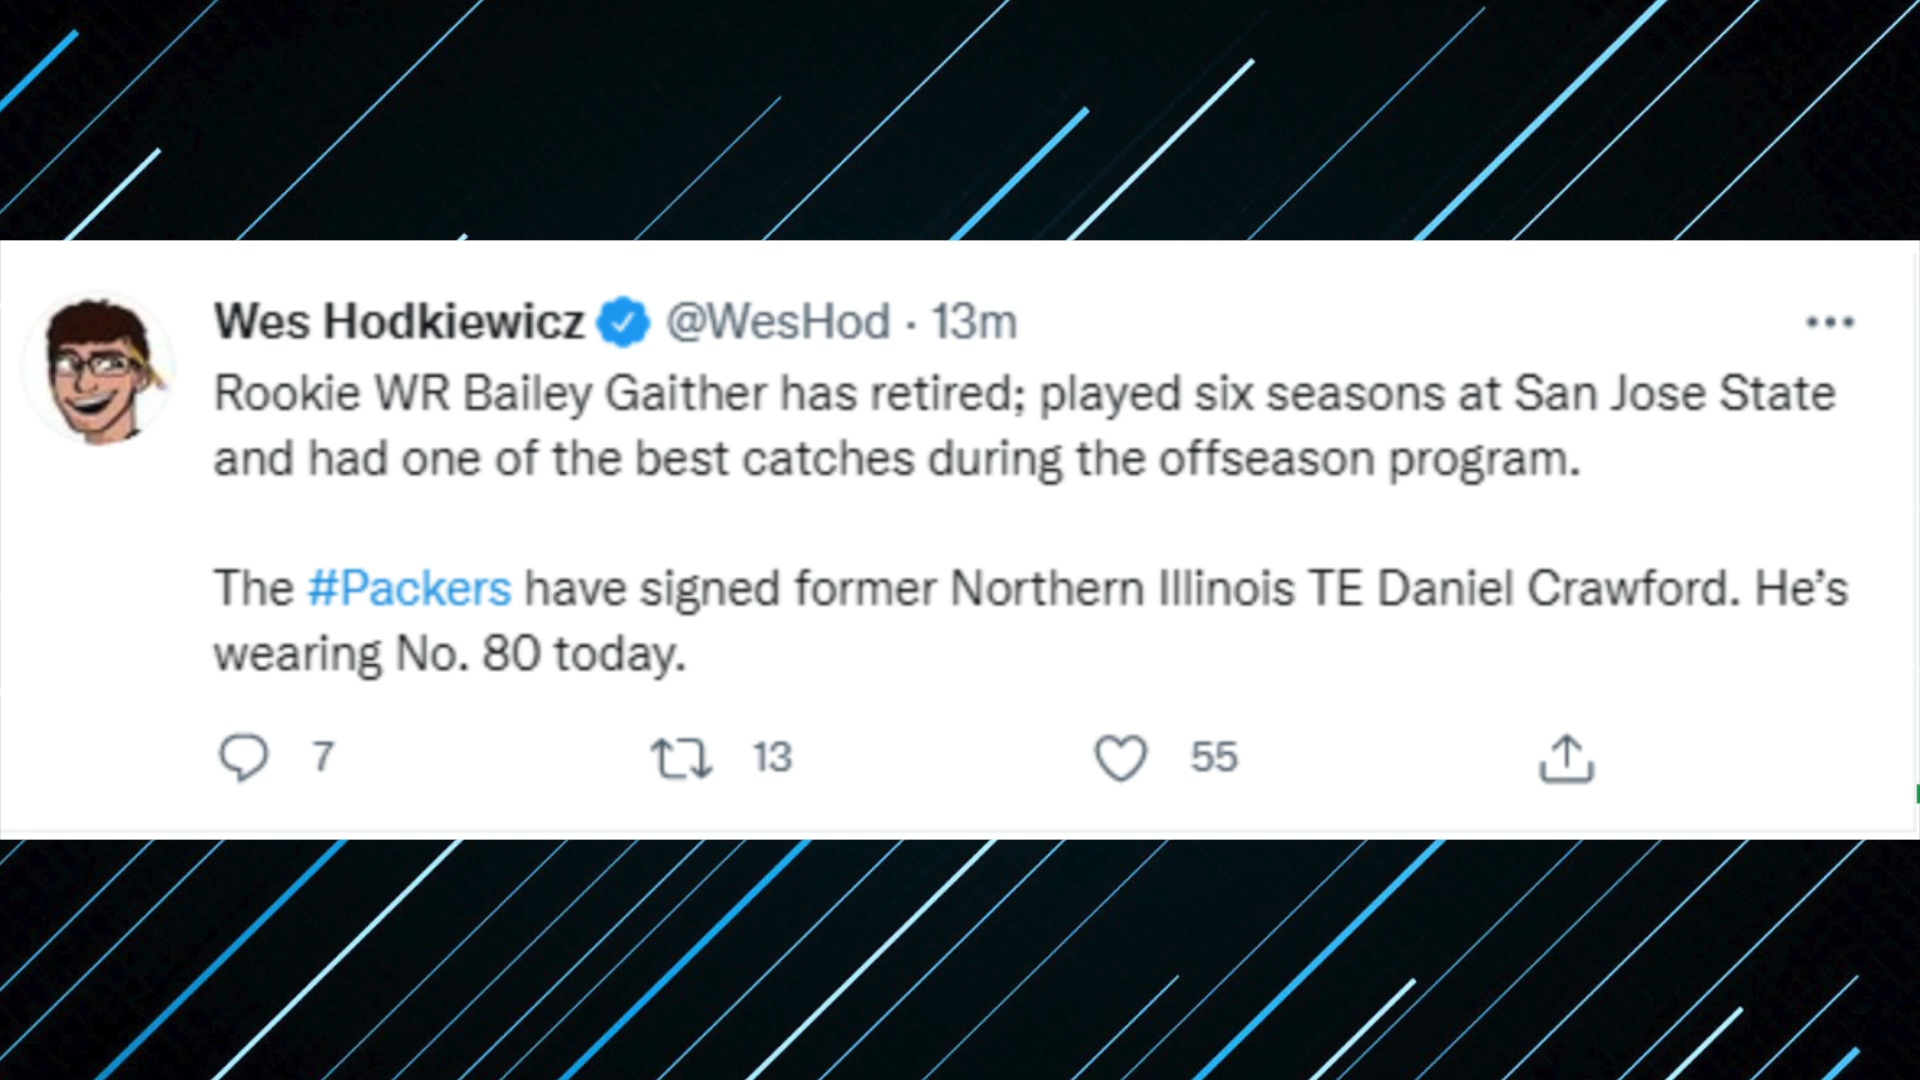 Wes Hodkiewicz @WesHod · 13m
Rookie WR Bailey Gaither has retired; played six seasons at San Jose State
and had one of the best catches during the offseason program.
The #Packers have signed former Northern Illinois TE Daniel Crawford. He’s
wearing No. 80 today.
7 13 55